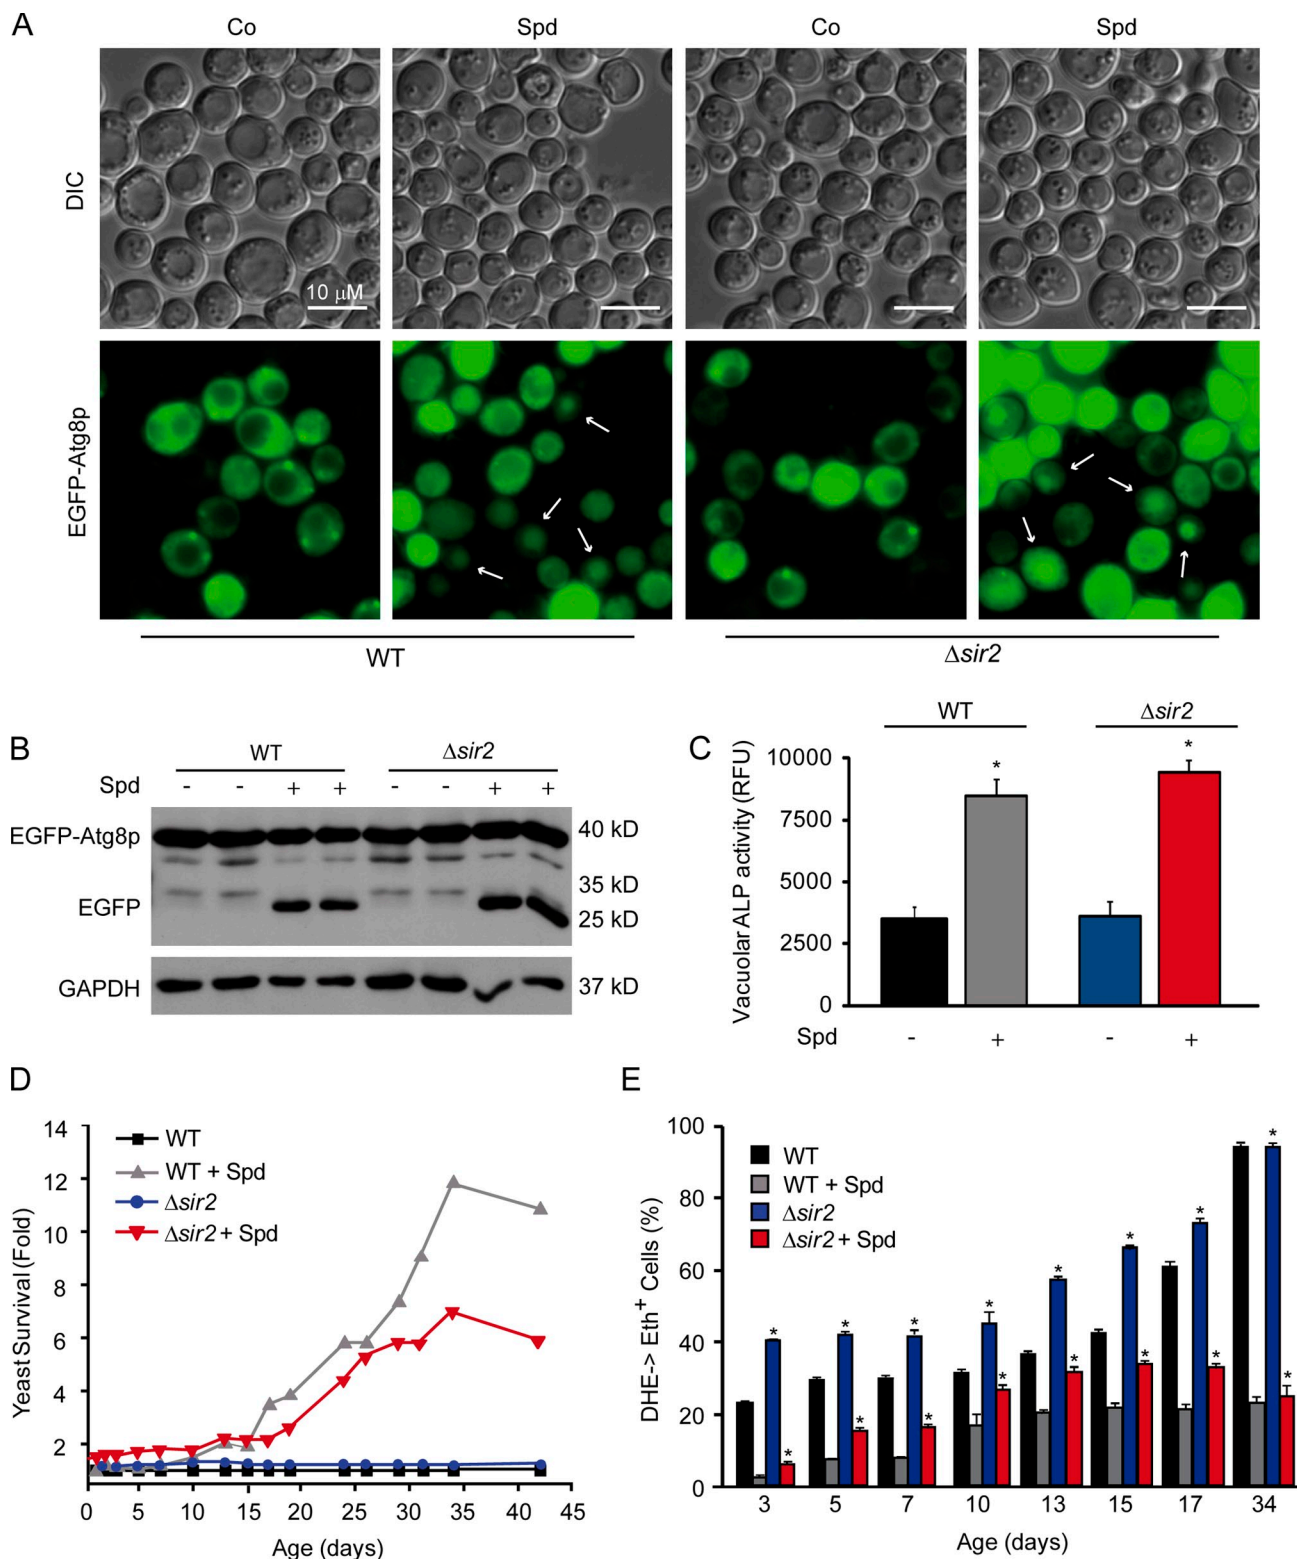 A
Co Spd Co Spd
DIC
10 μM
EGFP-Atg8p
WT Δsir2
B
WT Δsir2
Spd - - + + - - + +
EGFP-Atg8p 40 kD
35 kD
EGFP 25 kD
GAPDH 37 kD
C
WT Δsir2
Vacuolar ALP activity (RFU)
10000
7500
5000
2500
0
* *
Spd - + - +
D
Yeast Survival (Fold)
14
12
10
8
6
4
2
WT
WT + Spd
Δsir2
Δsir2 + Spd
0 5 10 15 20 25 30 35 40 45
Age (days)
E
DHE-> Eth+ Cells (%)
100
80
60
40
20
0
WT
WT + Spd
Δsir2
Δsir2 + Spd
* * * * * * * * * * * * * * * *
3 5 7 10 13 15 17 34
Age (days)